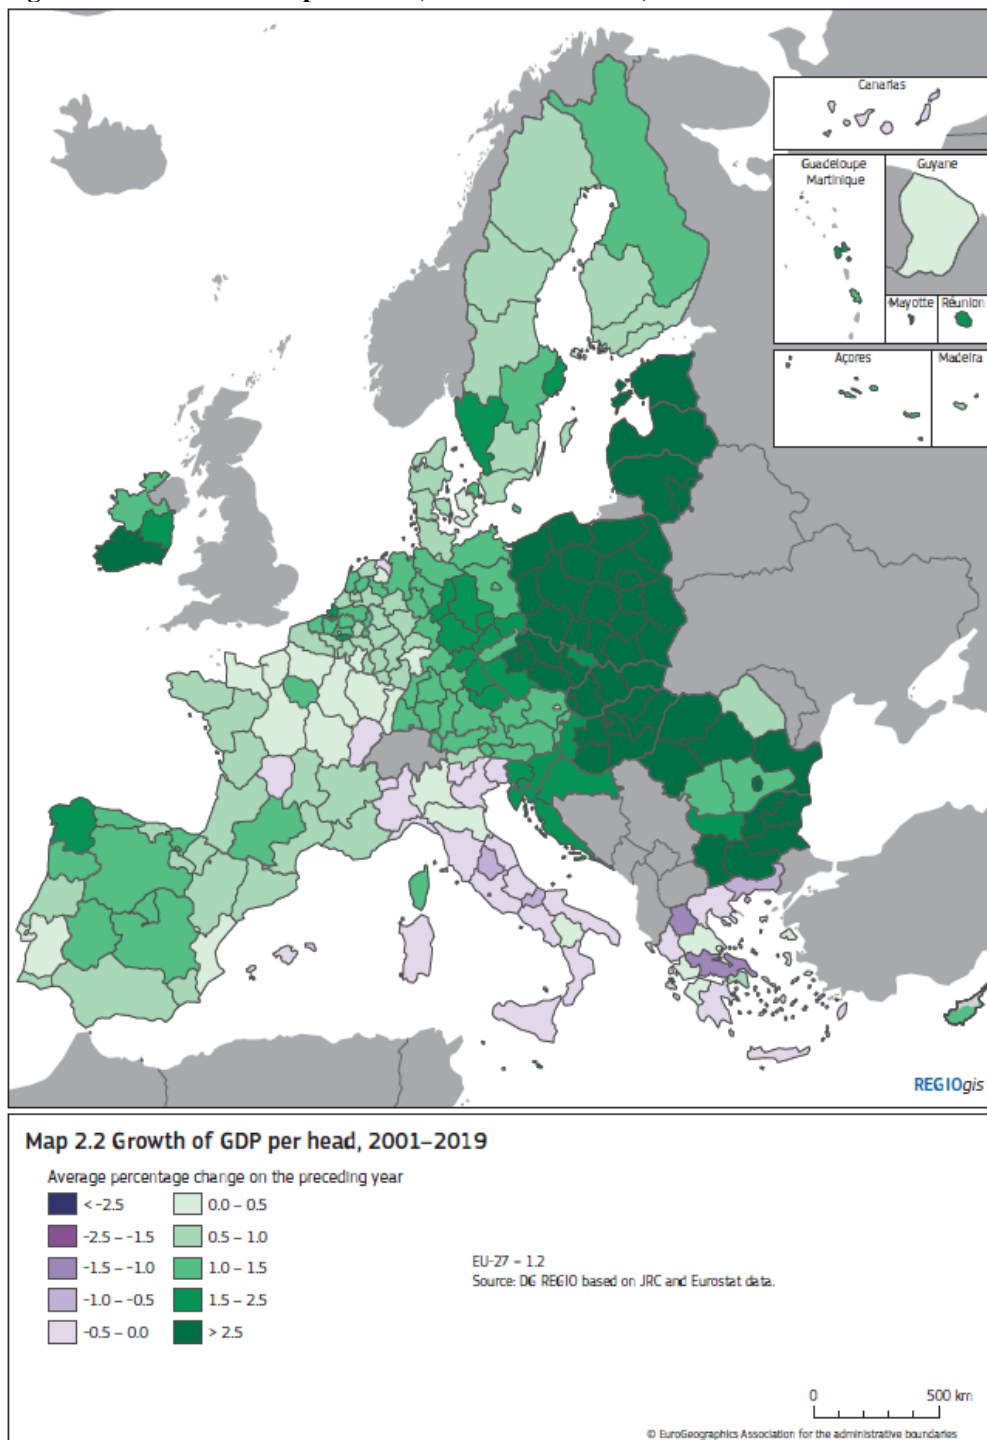 Canarias
Guadeloupe
Martinique
Guyane
Mayotte
Réunion
Açores
Madeira
REGIOgis
Map 2.2 Growth of GDP per head, 2001–2019
Average percentage change on the preceding year
< -2.5
-2.5 – -1.5
-1.5 – -1.0
-1.0 – -0.5
-0.5 – 0.0
0.0 – 0.5
0.5 – 1.0
1.0 – 1.5
1.5 – 2.5
> 2.5
EU-27 = 1.2
Source: DG REGIO based on JRC and Eurostat data.
0 500 km
© EuroGeographics Association for the administrative boundaries